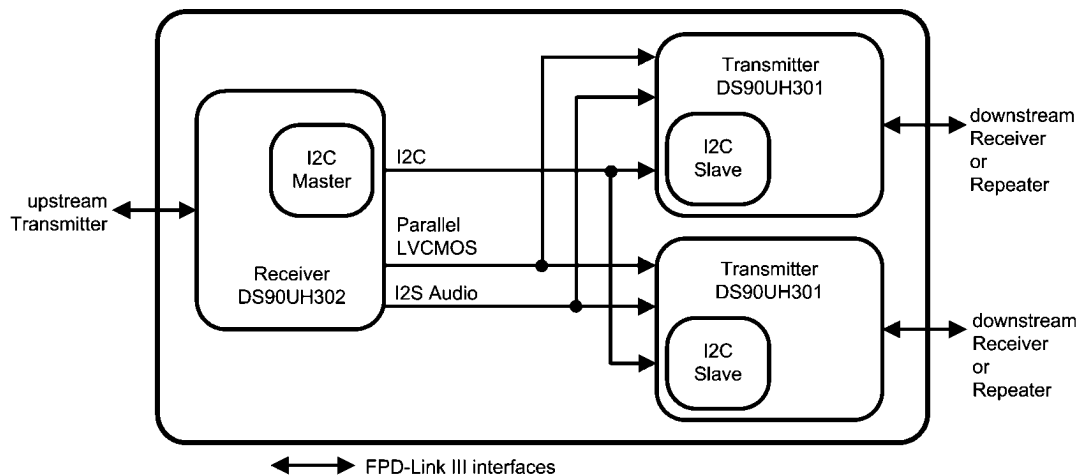 upstream
Transmitter
I2C
Master
Receiver
DS90UH302
I2C
Parallel
LVCMOS
I2S Audio
Transmitter
DS90UH301
I2C
Slave
downstream
Receiver
or
Repeater
Transmitter
DS90UH301
I2C
Slave
downstream
Receiver
or
Repeater
FPD-Link III interfaces